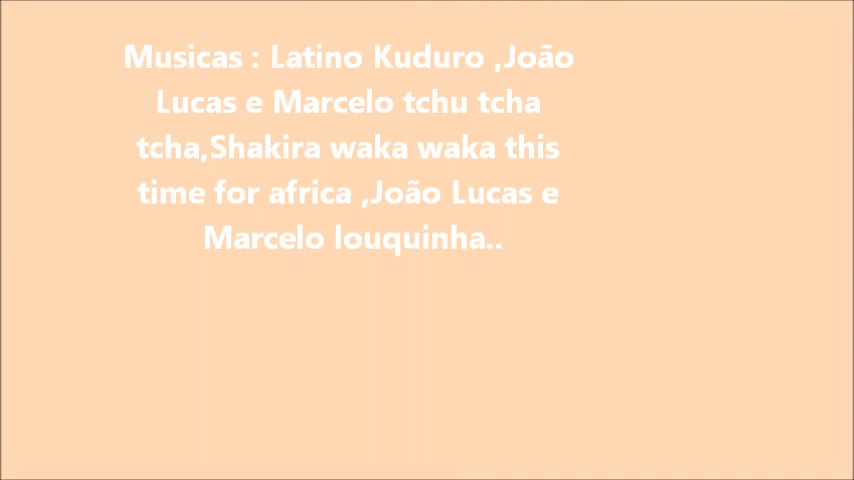 Musicas : Latino Kuduro ,João
Lucas e Marcelo tchu tcha
tcha,Shakira waka waka this
time for africa ,João Lucas e
Marcelo louquinha..